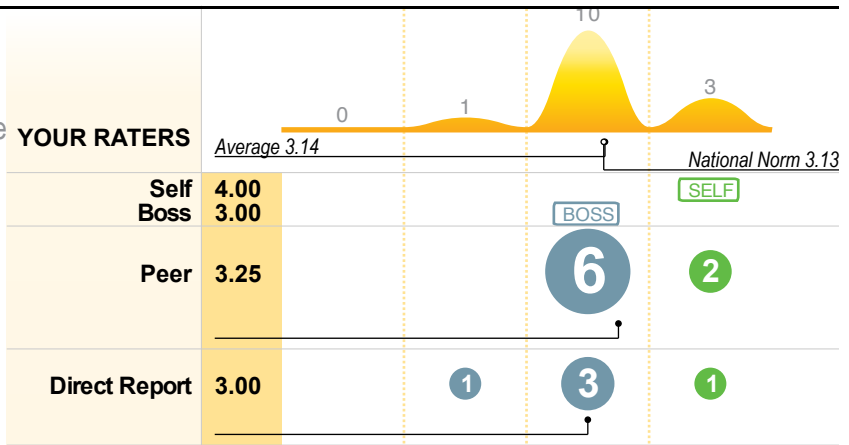 10
3
1
0
e YOUR RATERS
Average 3.14
National Norm 3.13
Self 4.00 SELF
Boss 3.00 BOSS
Peer 3.25 6 2
Direct Report 3.00 1 3 1